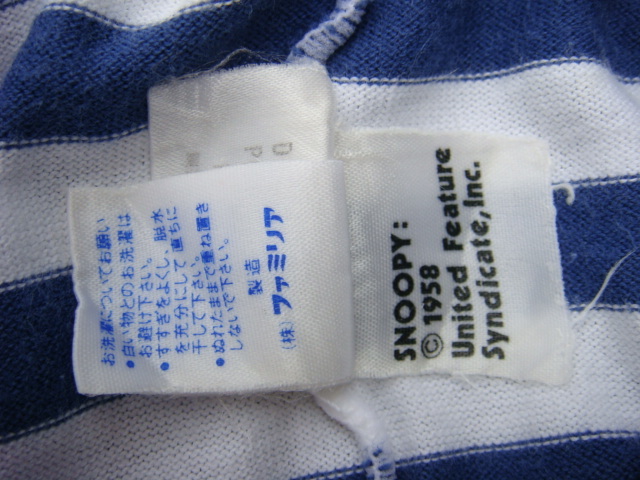 お洗濯についてお願い
●白い物とのお洗濯は
お避け下さい。
●すすぎをよくし、脱水
を充分にして直ちに
干して下さい。
●ぬれたままで重ね置き
しないで下さい。
製造
(株)ファミリア
SNOOPY:
© 1958
United Feature
Syndicate, Inc.